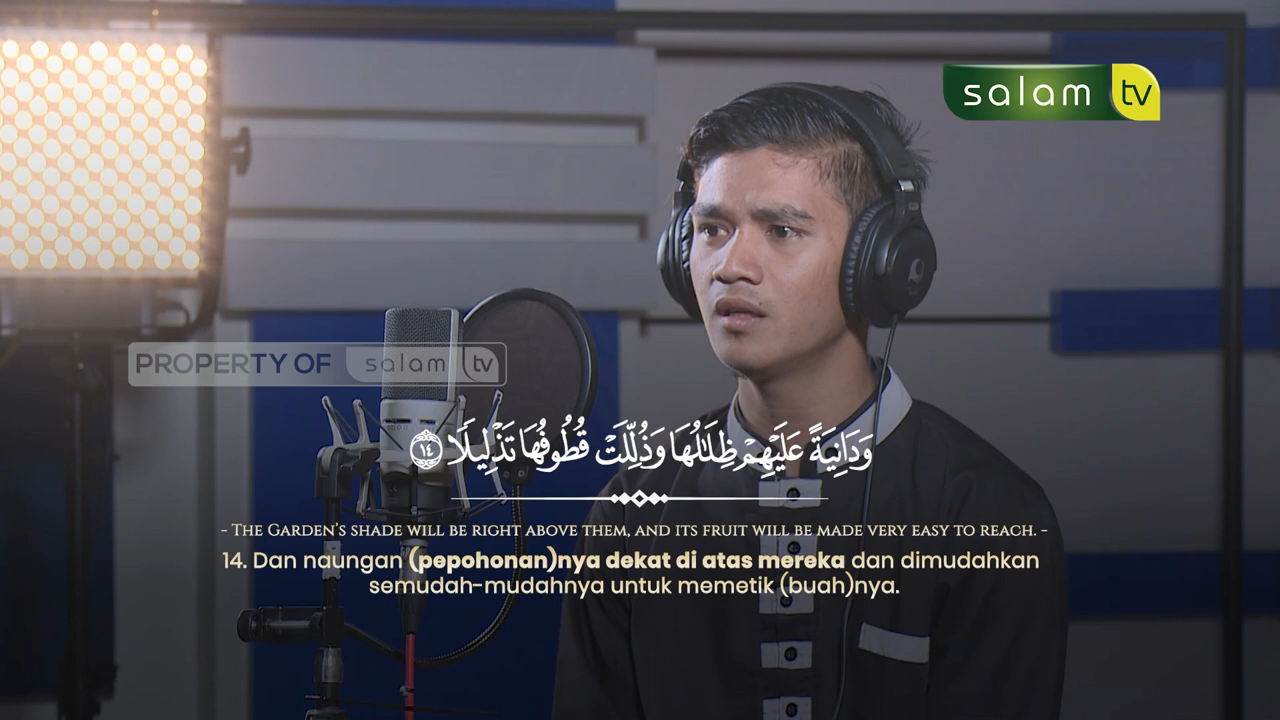 salam tv
PROPERTY OF salam tv
وَدَانِيَةً عَلَيْهِمْ ظِلَالُهَا وَذُلِّلَتْ قُطُوفُهَا تَذْلِيلًا ١٤
- The Garden’s shade will be right above them, and its fruit will be made very easy to reach. -
14. Dan naungan (pepohonan)nya dekat di atas mereka dan dimudahkan
semudah-mudahnya untuk memetik (buah)nya.